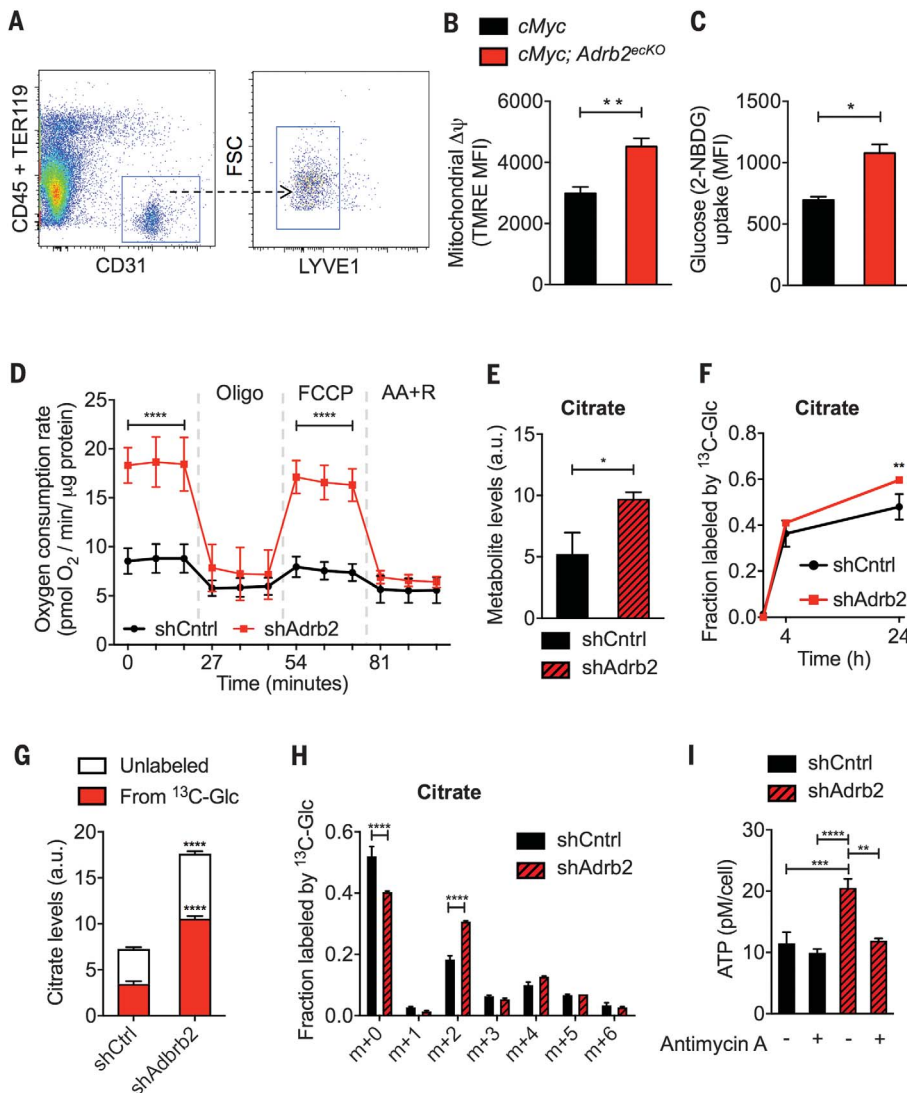 A
CD45 + TER119
CD31
FSC
LYVE1
B
cMyc
cMyc; Adrb2ecKO
Mitochondrial Δψ
(TMRE MFI)
6000
4000
2000
0
**
C
Glucose (2-NBDG)
uptake (MFI)
1500
1000
500
0
*
D
Oligo
FCCP
AA+R
Oxygen consumption rate
(pmol O2 / min/ μg protein)
25
20
15
10
5
0
****
****
shCntrl
shAdrb2
0
27
54
81
Time (minutes)
E
Citrate
Metabolite levels (a.u.)
15
10
5
0
*
shCntrl
shAdrb2
F
Citrate
Fraction labeled by 13C-Glc
0.8
0.6
0.4
0.2
0.0
**
shCntrl
shAdrb2
4
24
Time (h)
G
Unlabeled
From 13C-Glc
Citrate levels (a.u.)
20
15
10
5
0
****
****
shCtrl
shAdbrb2
H
Citrate
Fraction labeled by 13C-Glc
0.6
0.4
0.2
0.0
****
****
shCntrl
shAdrb2
m+0
m+1
m+2
m+3
m+4
m+5
m+6
I
shCntrl
shAdrb2
ATP (pM/cell)
30
20
10
0
****
***
**
Antimycin A - + - +